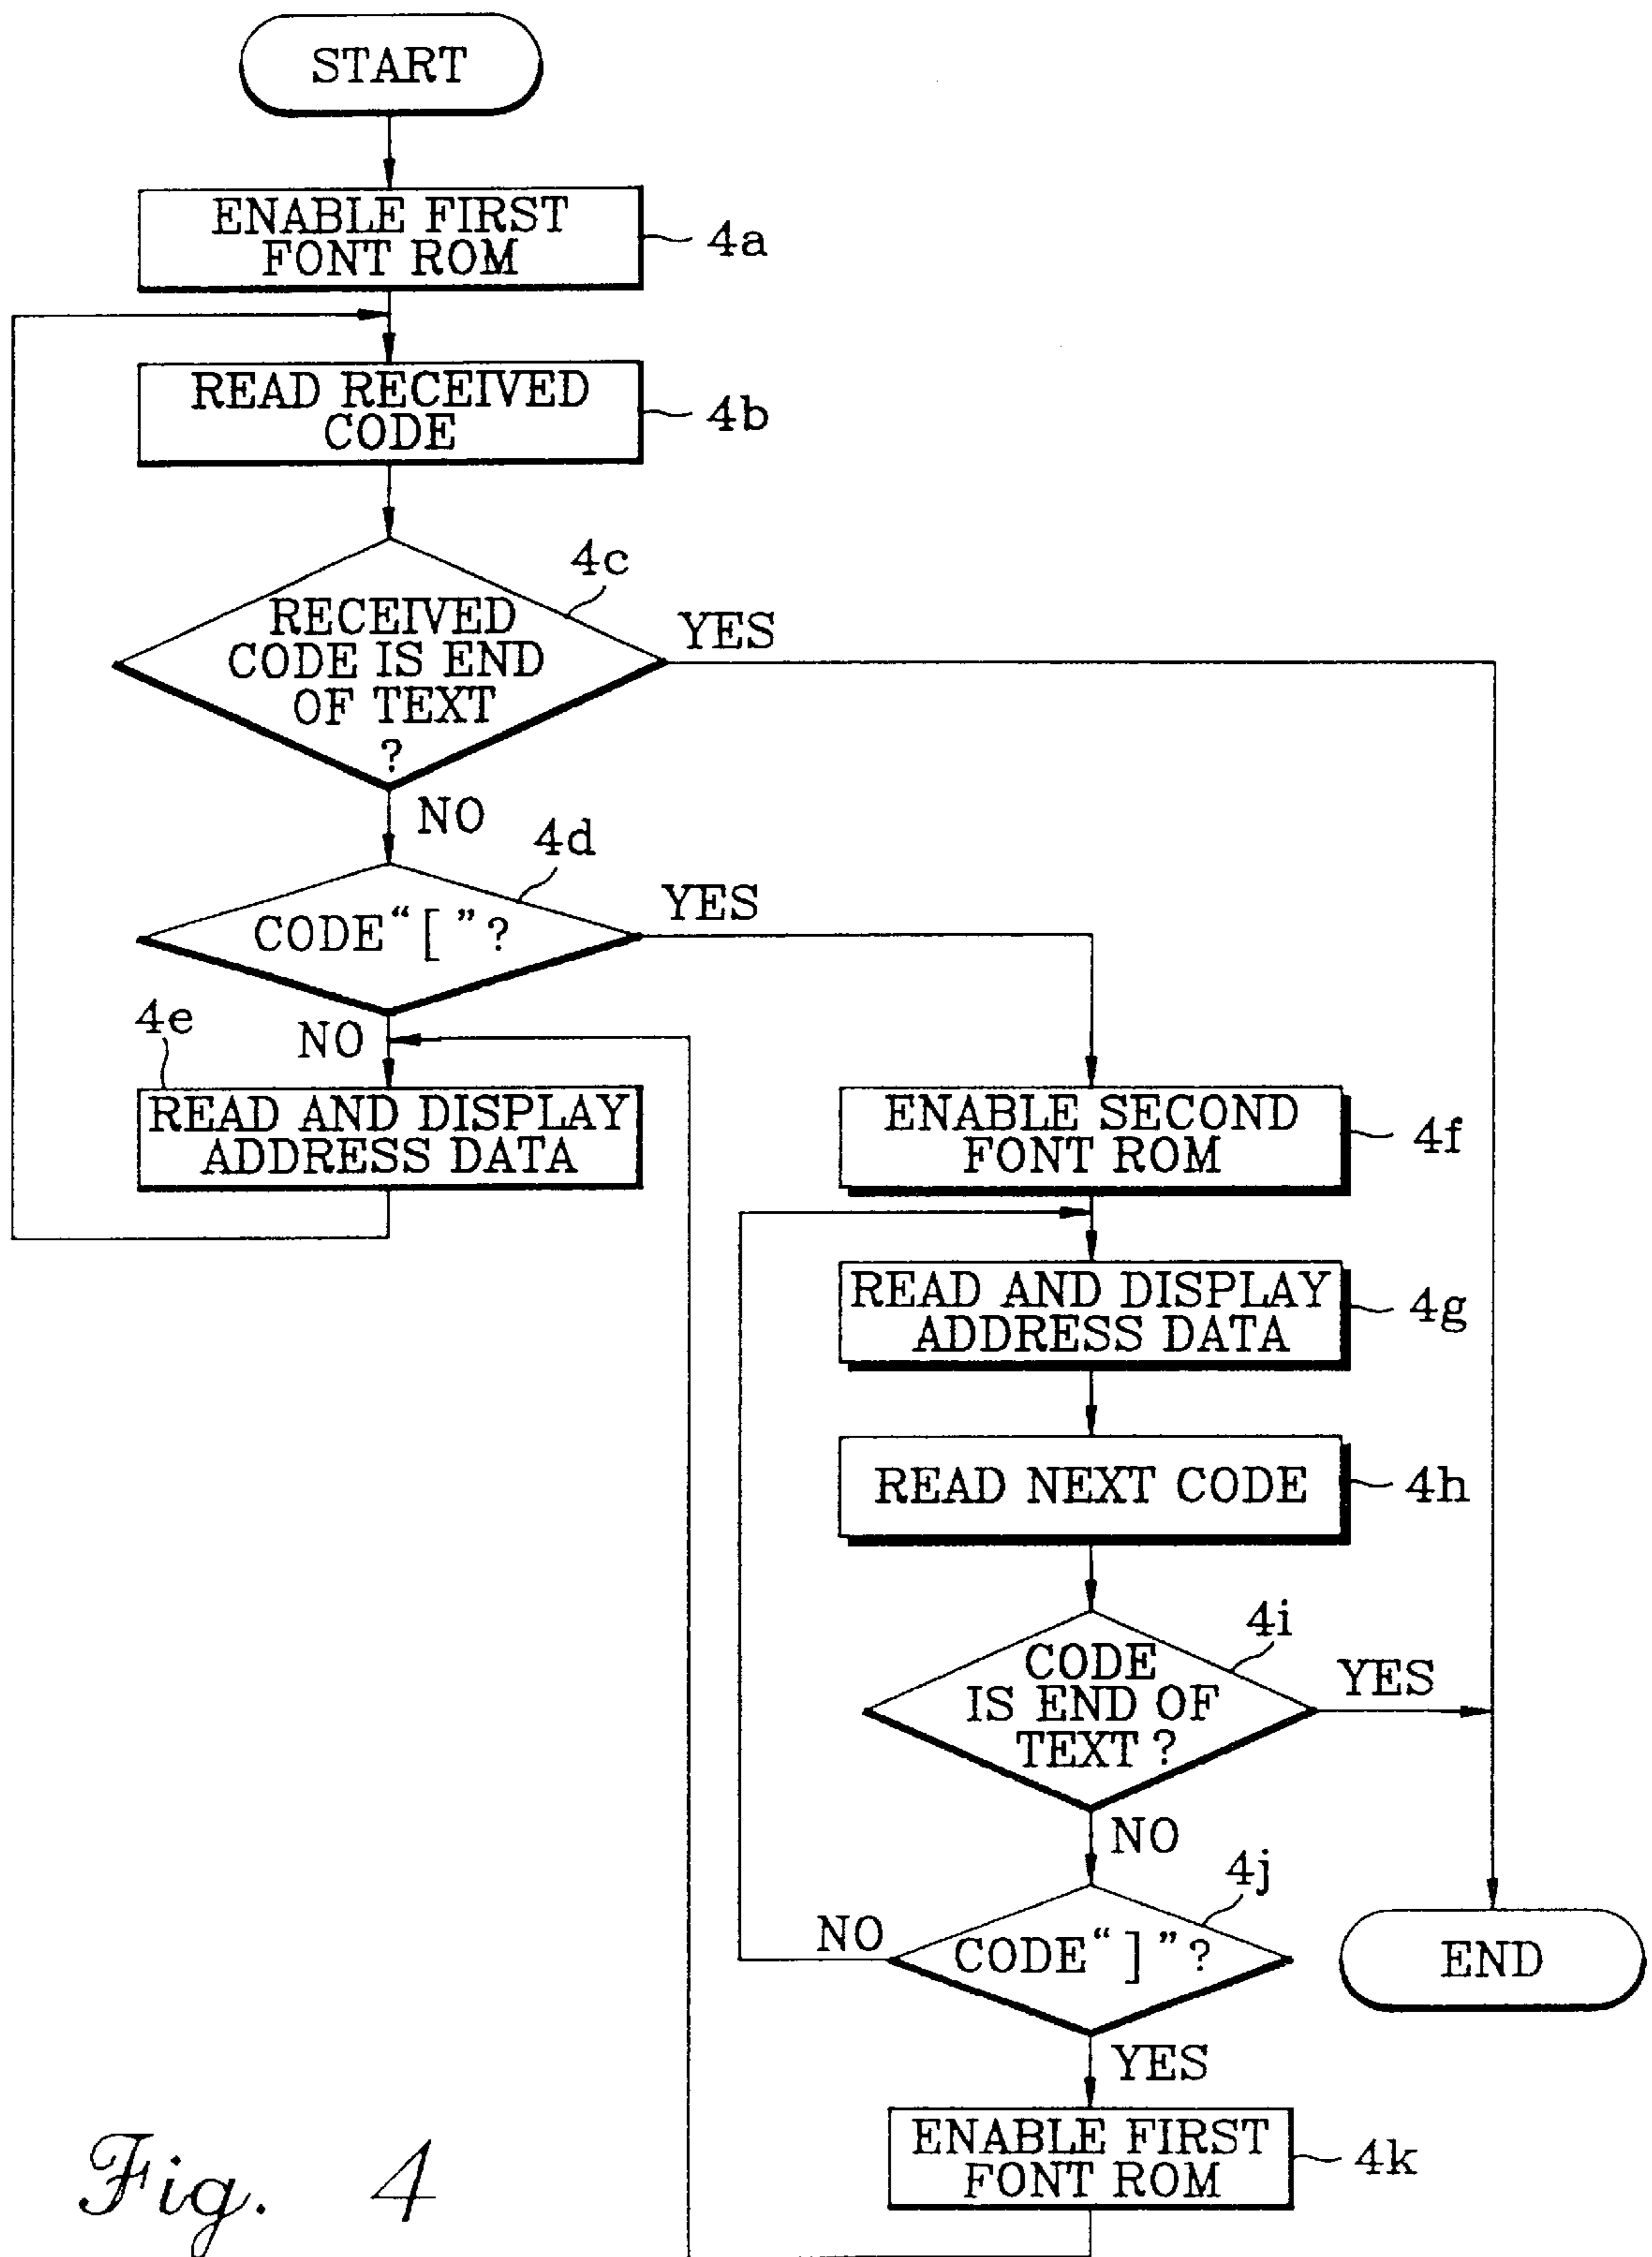 START
ENABLE FIRST
FONT ROM
4a
READ RECEIVED
CODE
4b
4c
RECEIVED
CODE IS END
OF TEXT
?
YES
NO
4d
CODE “ [ ” ?
YES
4e
NO
READ AND DISPLAY
ADDRESS DATA
ENABLE SECOND
FONT ROM
4f
READ AND DISPLAY
ADDRESS DATA
4g
READ NEXT CODE
4h
4i
CODE
IS END OF
TEXT ?
YES
NO
4j
NO
CODE “ ] ” ?
END
YES
ENABLE FIRST
FONT ROM
4k
Fig. 4